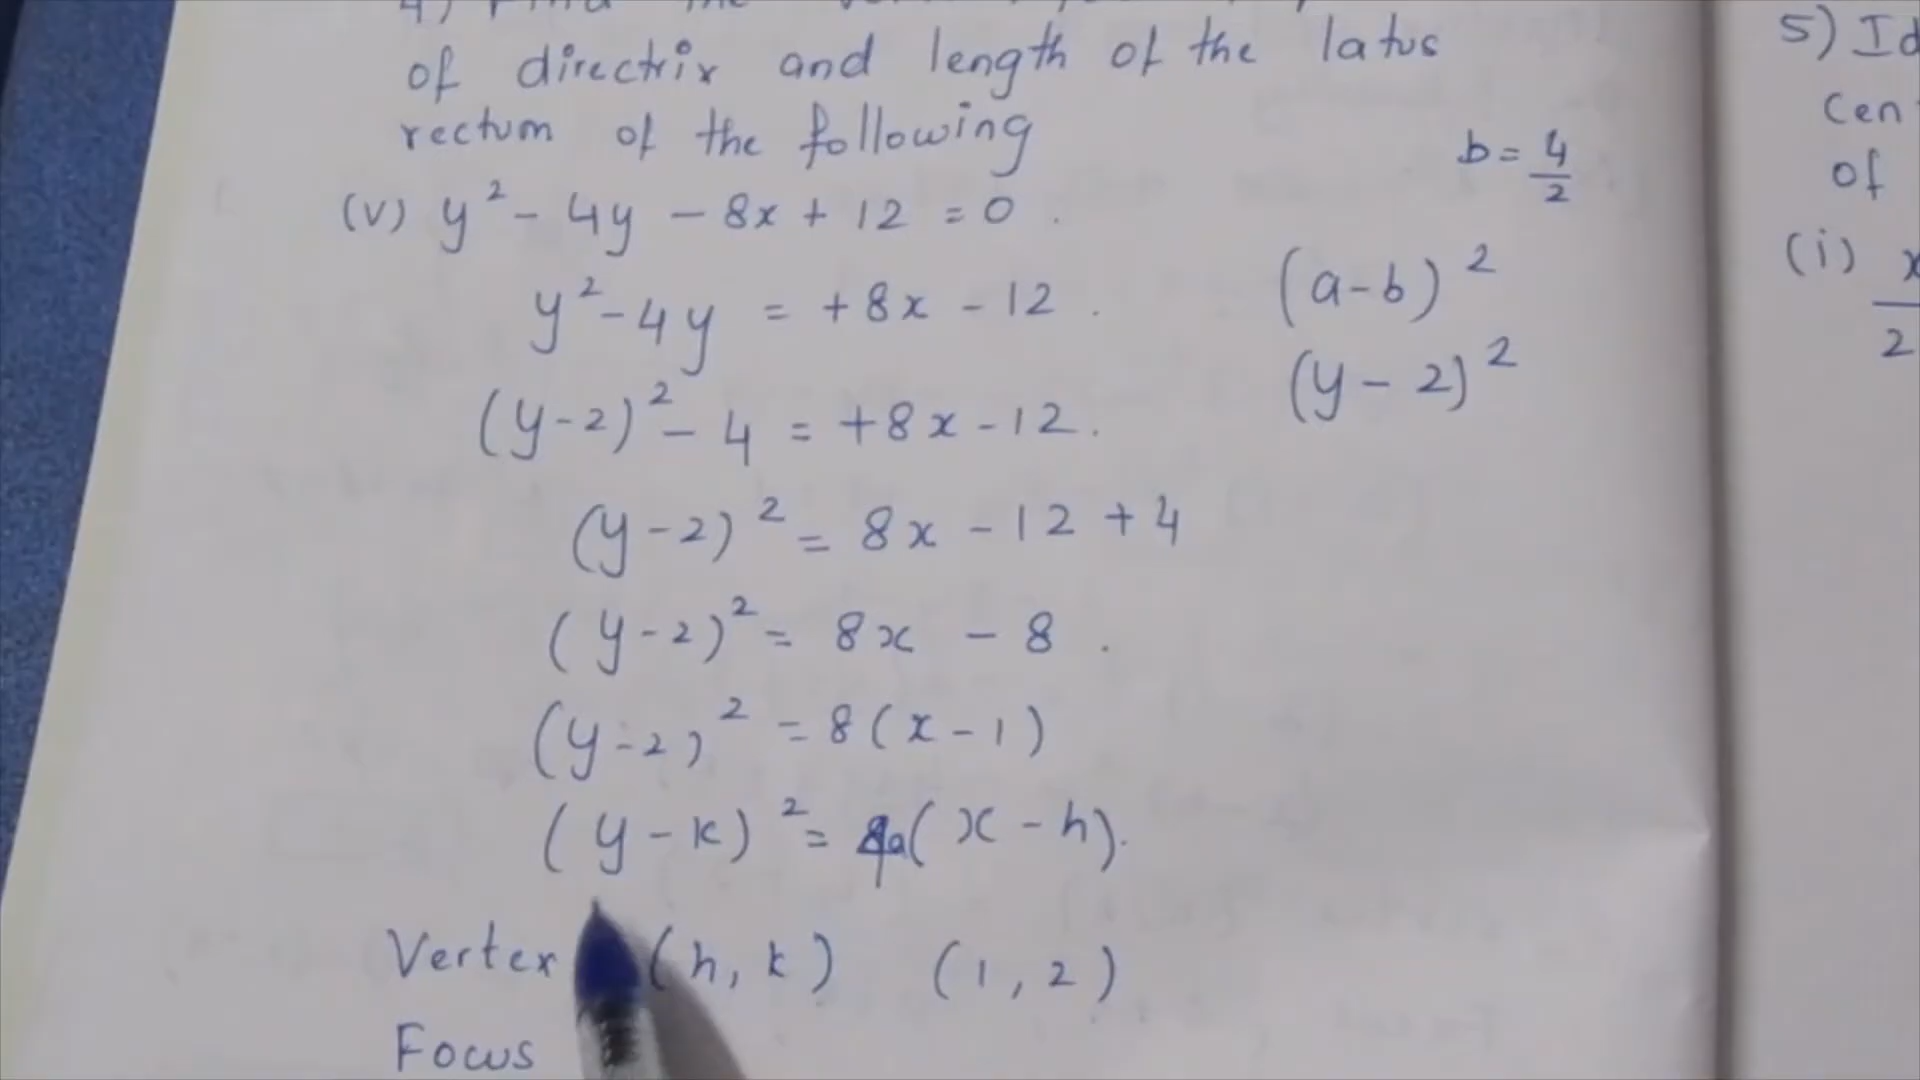 of directrix and length of the latus
rectum of the following
(v) y² - 4y - 8x + 12 = 0.
y² - 4y = +8x - 12.
(y-2)² - 4 = +8x - 12.
(y-2)² = 8x - 12 + 4
(y-2)² = 8x - 8.
(y-2)² = 8(x-1)
(y-k)² = 4a(x-h).
Vertex (h, k) (1, 2)
Focus
b = 4/2
(a-b)²
(y-2)²
5) Id
Cen
of
(i) x
2